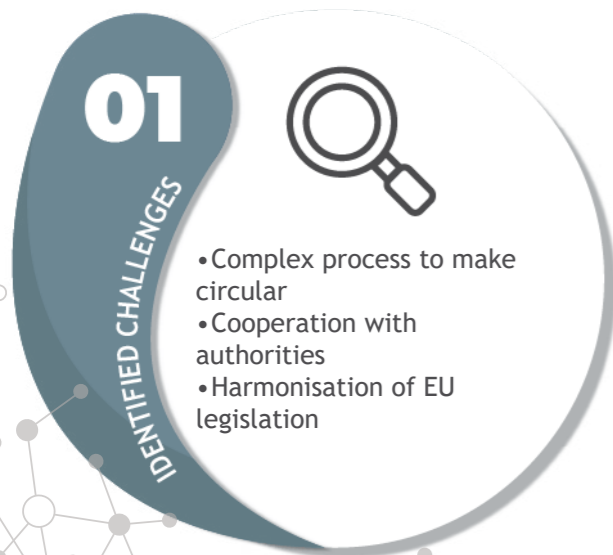 01
IDENTIFIED CHALLENGES
•Complex process to make
circular
•Cooperation with
authorities
•Harmonisation of EU
legislation